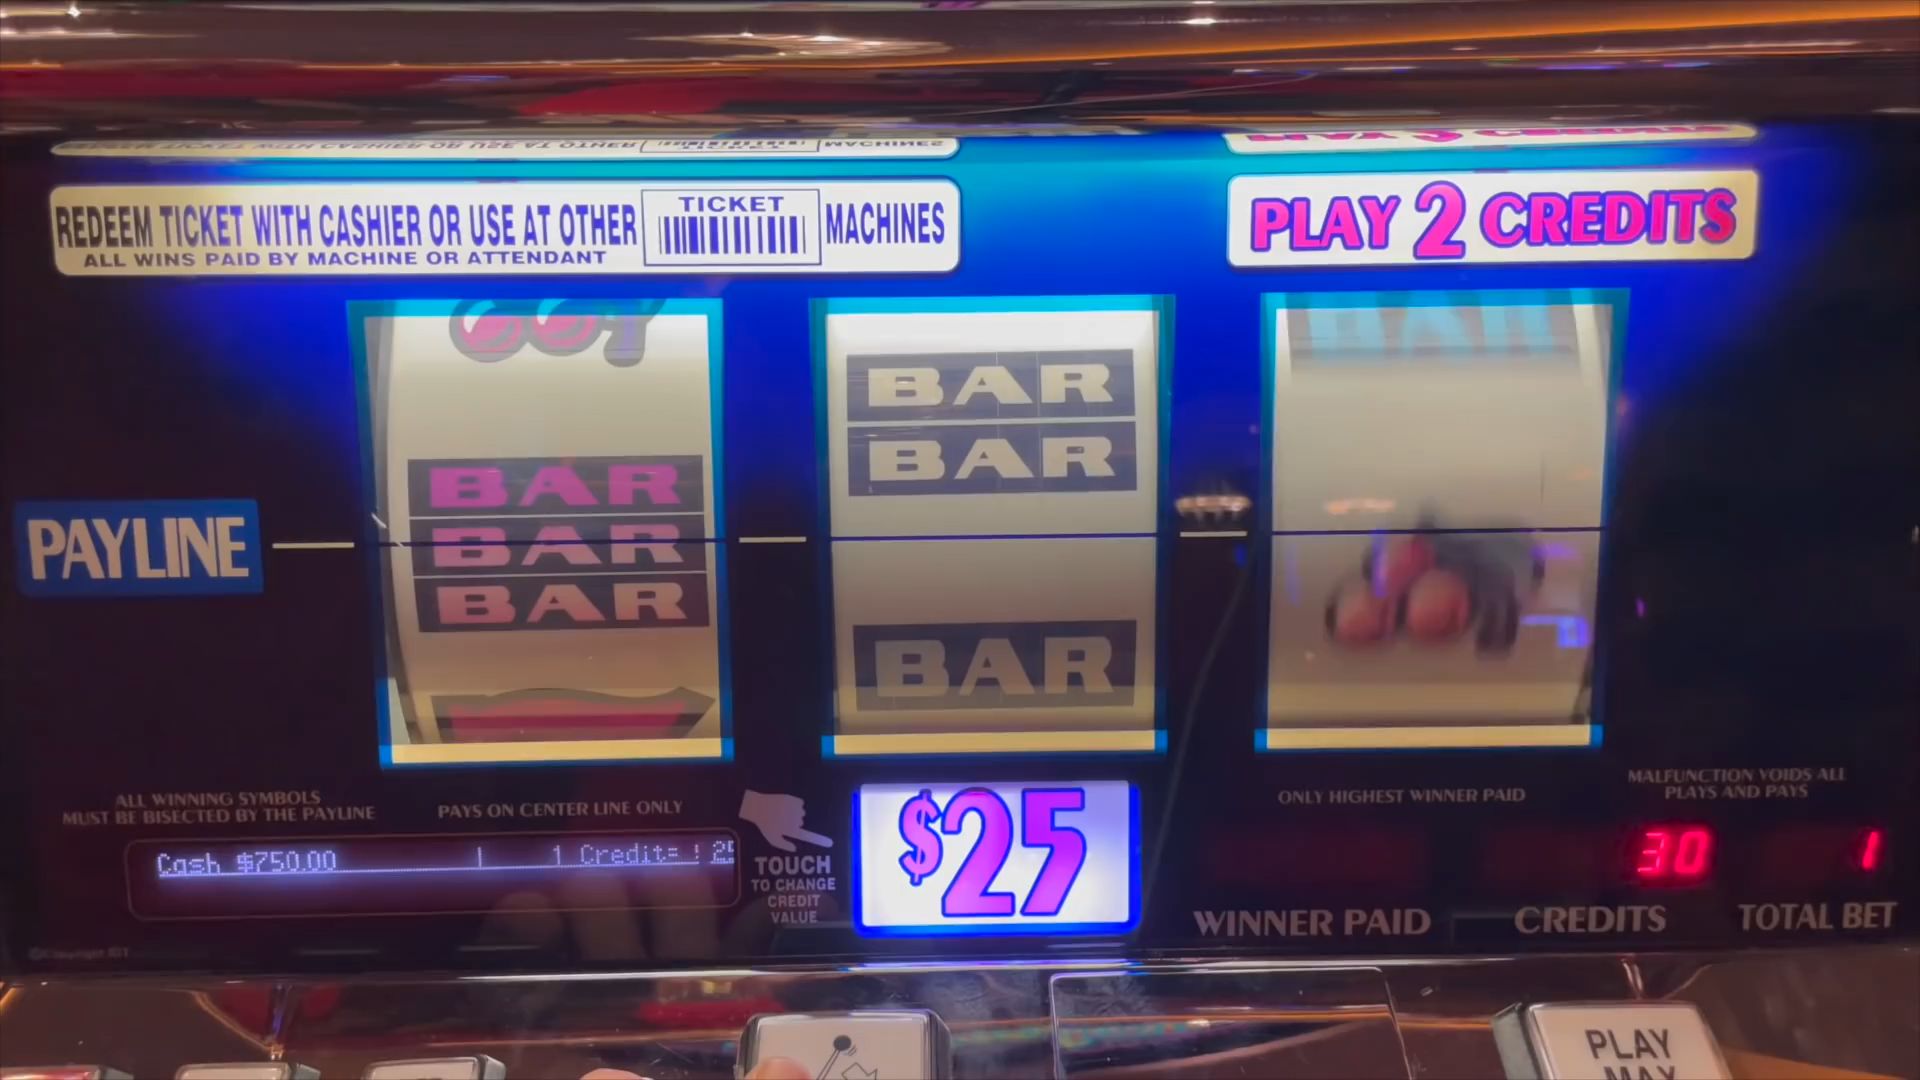 REDEEM TICKET WITH CASHIER OR USE AT OTHER
TICKET
MACHINES
ALL WINS PAID BY MACHINE OR ATTENDANT
PLAY 2 CREDITS
BAR
BAR
BAR
BAR
BAR
BAR
BAR
PAYLINE
ALL WINNING SYMBOLS
MUST BE BISECTED BY THE PAYLINE
PAYS ON CENTER LINE ONLY
Cash $750.00
1 Credit=
TOUCH
TO CHANGE
CREDIT
VALUE
$25
ONLY HIGHEST WINNER PAID
MALFUNCTION VOIDS ALL
PLAYS AND PAYS
30
1
WINNER PAID
CREDITS
TOTAL BET
PLAY
MAX